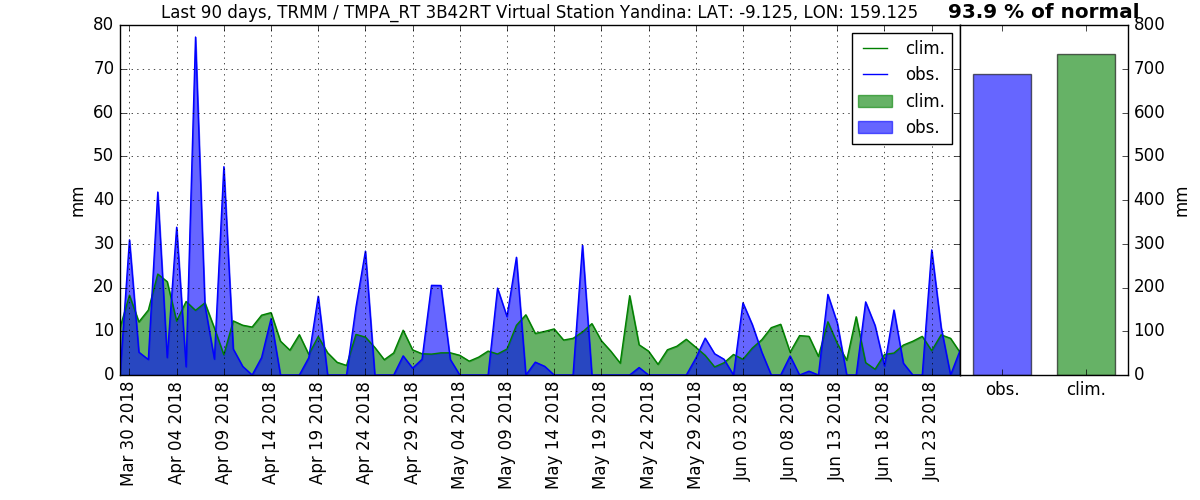 Last 90 days, TRMM / TMPA_RT 3B42RT Virtual Station Yandina: LAT: -9.125, LON: 159.125
93.9 % of normal
80
70
60
50
40
30
20
10
0
mm
clim.
obs.
clim.
obs.
800
700
600
500
400
300
200
100
0
mm
Mar 30 2018
Apr 04 2018
Apr 09 2018
Apr 14 2018
Apr 19 2018
Apr 24 2018
Apr 29 2018
May 04 2018
May 09 2018
May 14 2018
May 19 2018
May 24 2018
May 29 2018
Jun 03 2018
Jun 08 2018
Jun 13 2018
Jun 18 2018
Jun 23 2018
obs.
clim.